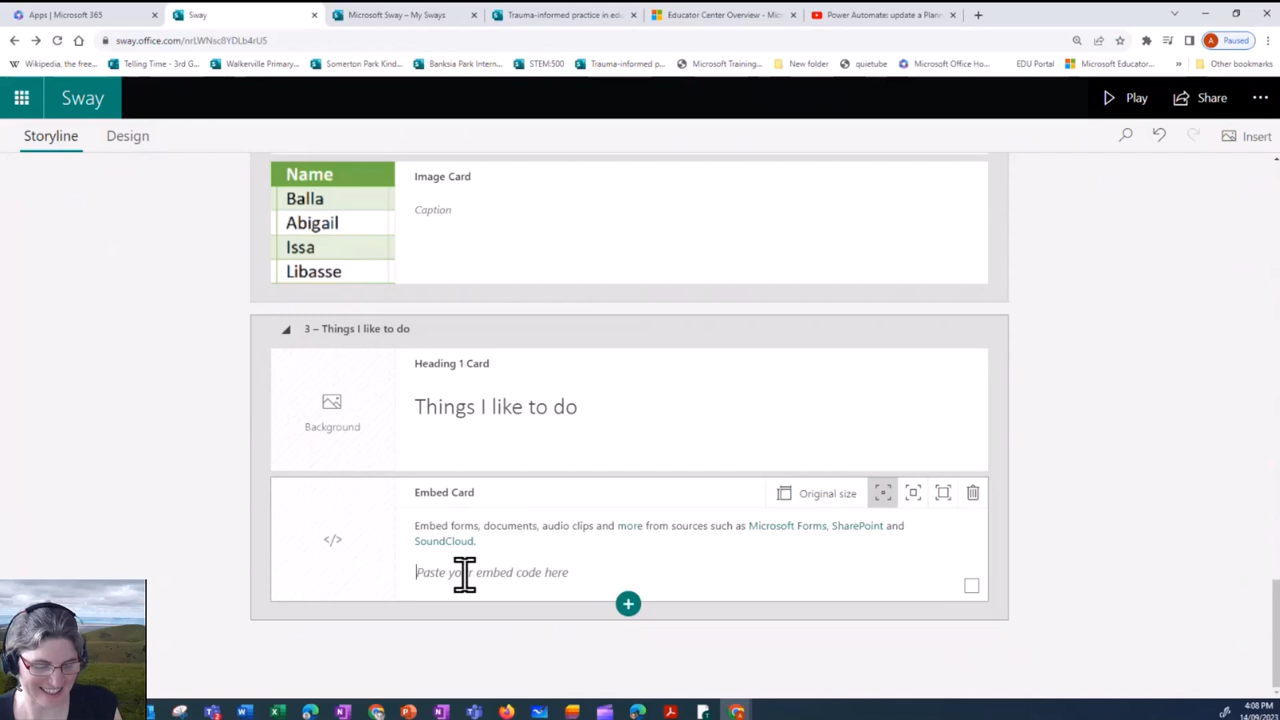 Apps | Microsoft 365
Sway
Microsoft Sway – My Sways
Trauma-informed practice in edu
Educator Center Overview - Micr
Power Automate: update a Plann
sway.office.com/nrLWNsc8YDLb4rU5
Paused
Wikipedia, the free...
Telling Time - 3rd G...
Walkerville Primary...
Somerton Park Kind...
Banksia Park Intern...
STEM:500
Trauma-informed p...
Microsoft Training...
New folder
quietube
Microsoft Office Ho...
EDU Portal
Microsoft Educator...
»
Other bookmarks
Sway
Play
Share
Storyline
Design
Insert
Name
Balla
Abigail
Issa
Libasse
Image Card
Caption
3 – Things I like to do
Heading 1 Card
Things I like to do
Background
Embed Card
Original size
Embed forms, documents, audio clips and more from sources such as Microsoft Forms, SharePoint and
SoundCloud.
</>
Paste your embed code here
4:08 PM
14/09/2023